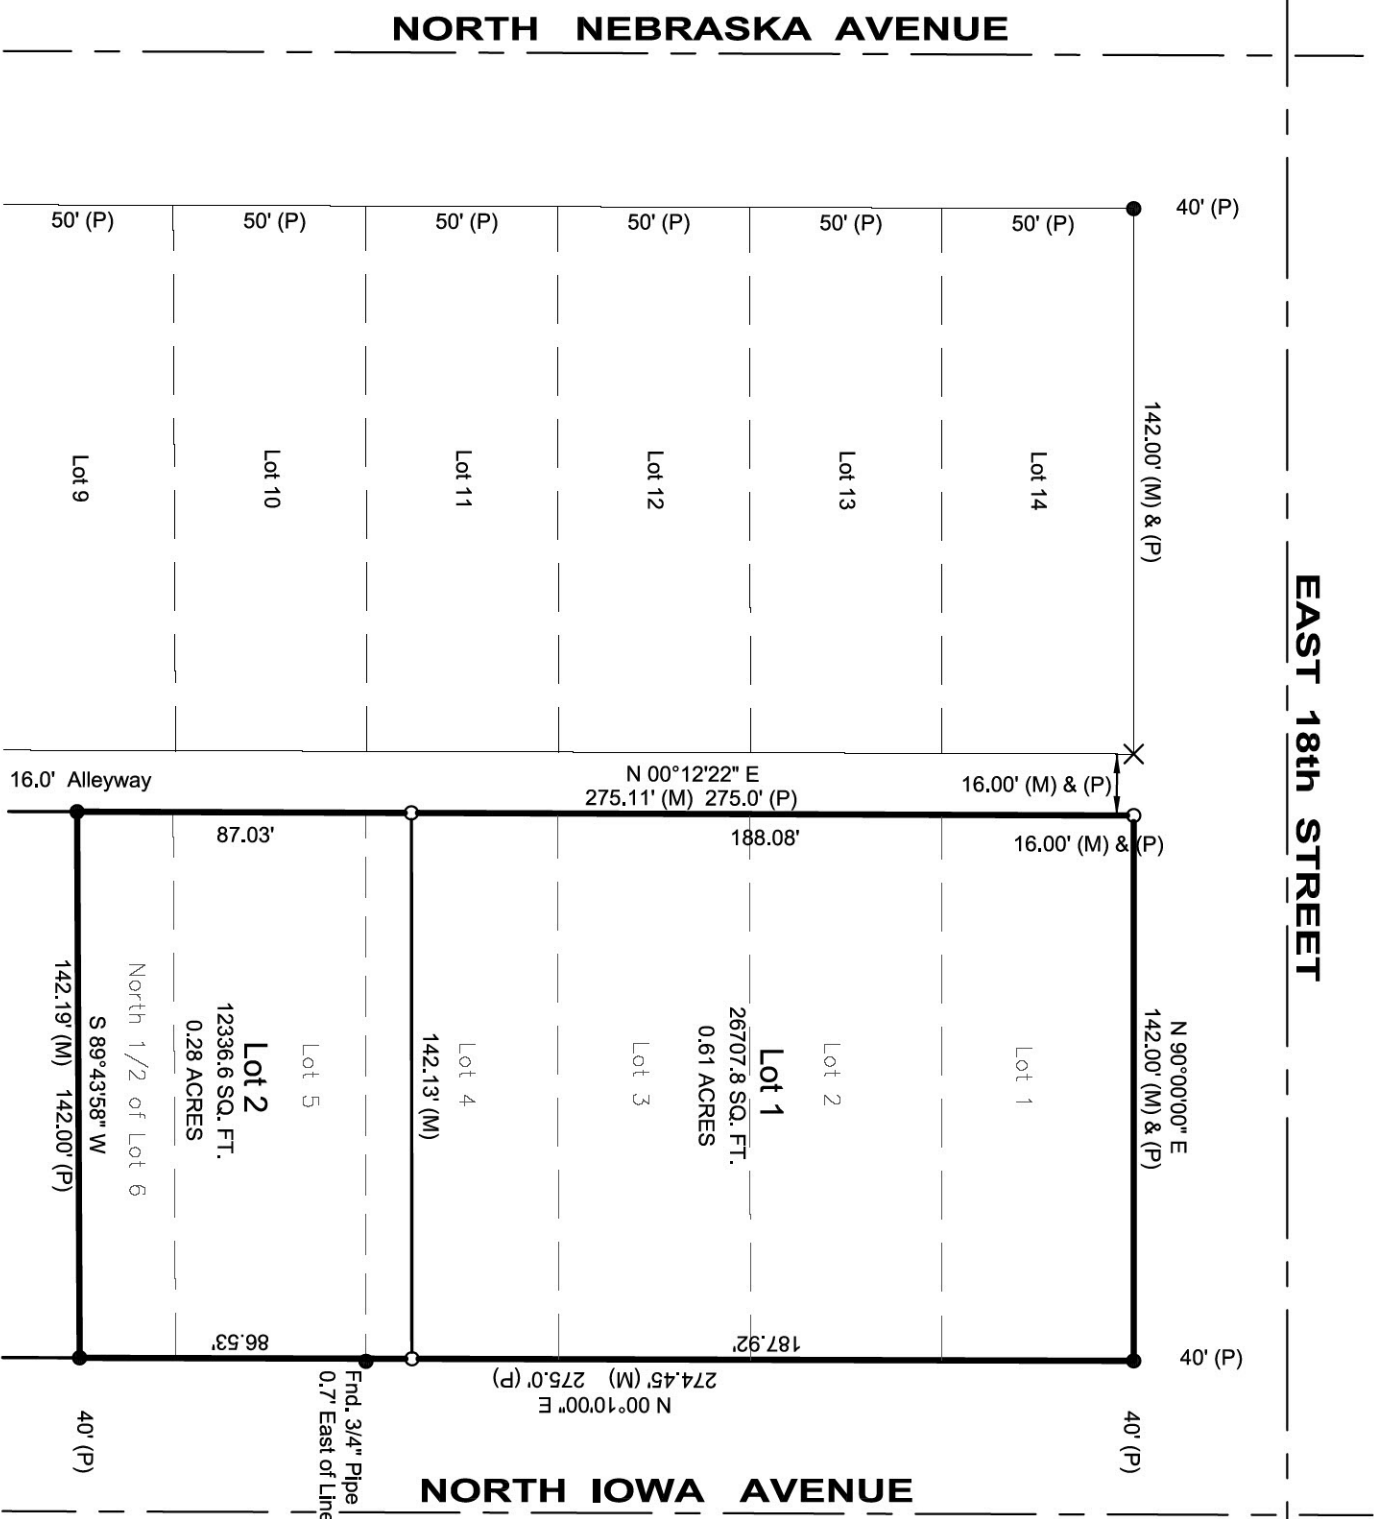 NORTH NEBRASKA AVENUE
50' (P)
50' (P)
50' (P)
50' (P)
50' (P)
50' (P)
40' (P)
142.00' (M) & (P)
Lot 9
Lot 10
Lot 11
Lot 12
Lot 13
Lot 14
EAST 18th STREET
16.0' Alleyway
N 00°12'22" E
275.11' (M) 275.0' (P)
16.00' (M) & (P)
87.03'
188.08'
16.00' (M) & (P)
142.19' (M) 142.00' (P)
S 89°43'58" W
North 1/2 of Lot 6
Lot 2
12336.6 SQ. FT.
0.28 ACRES
Lot 5
142.13' (M)
Lot 4
Lot 3
Lot 1
26707.8 SQ. FT.
0.61 ACRES
Lot 2
Lot 1
N 90°00'00" E
142.00' (M) & (P)
86.53'
187.92'
274.45' (M) 275.0' (P)
N 00°10'00" E
40' (P)
Fnd. 3/4" Pipe
0.7' East of Line
40' (P)
40' (P)
NORTH IOWA AVENUE